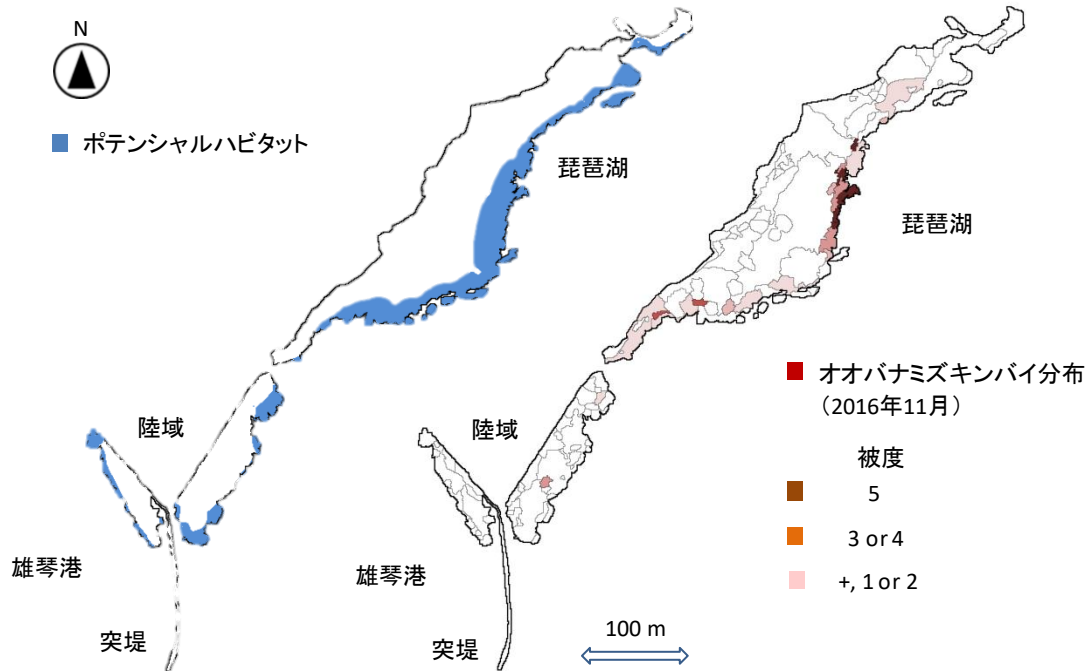 N
ポテンシャルハビタット
琵琶湖
琵琶湖
オオバナミズキンバイ分布
（2016年11月）
陸域
陸域
被度
5
3 or 4
+, 1 or 2
雄琴港
雄琴港
突堤
突堤
100 m